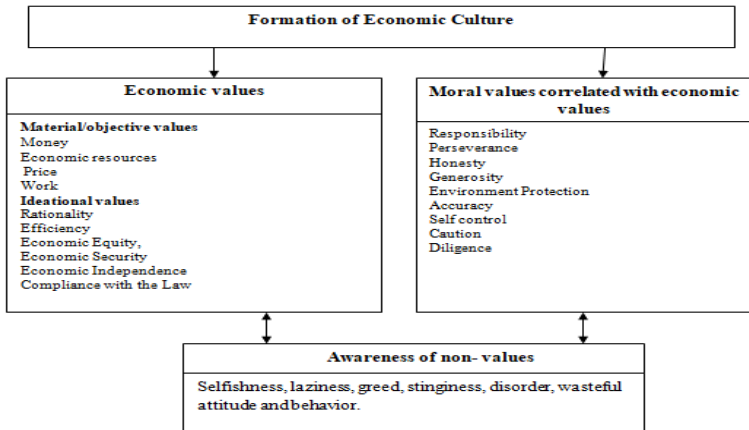 Formation of Economic Culture
Economic values
Material/objective values
Money
Economic resources
Price
Work
Ideational values
Rationality
Efficiency
Economic Equity,
Economic Security
Economic Independence
Compliance with the Law
Moral values correlated with economic
values
Responsibility
Perseverance
Honesty
Generosity
Environment Protection
Accuracy
Self control
Caution
Diligence
Awareness of non- values
Selfishness, laziness, greed, stinginess, disorder, wasteful
attitude and behavior.